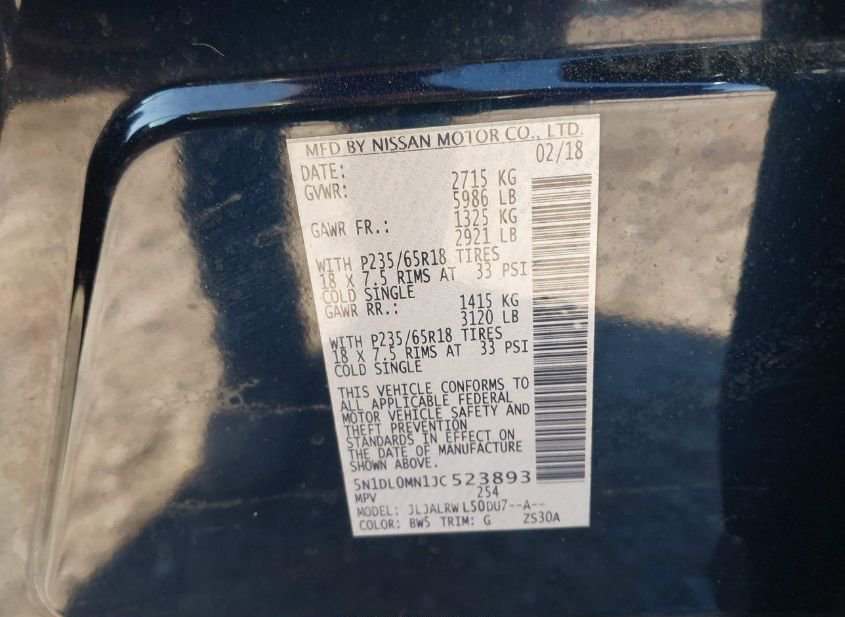 MFD BY NISSAN MOTOR CO., LTD.
DATE: 02/18
GVWR: 2715 KG
5986 LB
GAWR FR.: 1325 KG
2921 LB
WITH P235/65R18 TIRES
18 X 7.5 RIMS AT 33 PSI
COLD SINGLE
GAWR RR.: 1415 KG
3120 LB
WITH P235/65R18 TIRES
18 X 7.5 RIMS AT 33 PSI
COLD SINGLE
THIS VEHICLE CONFORMS TO
ALL APPLICABLE FEDERAL
MOTOR VEHICLE SAFETY AND
THEFT PREVENTION
STANDARDS IN EFFECT ON
THE DATE OF MANUFACTURE
SHOWN ABOVE.
5N1DL0MN1JC523893
MPV 254
MODEL: JLJALRWL50DU7--A--
COLOR: BW5 TRIM: G ZS30A